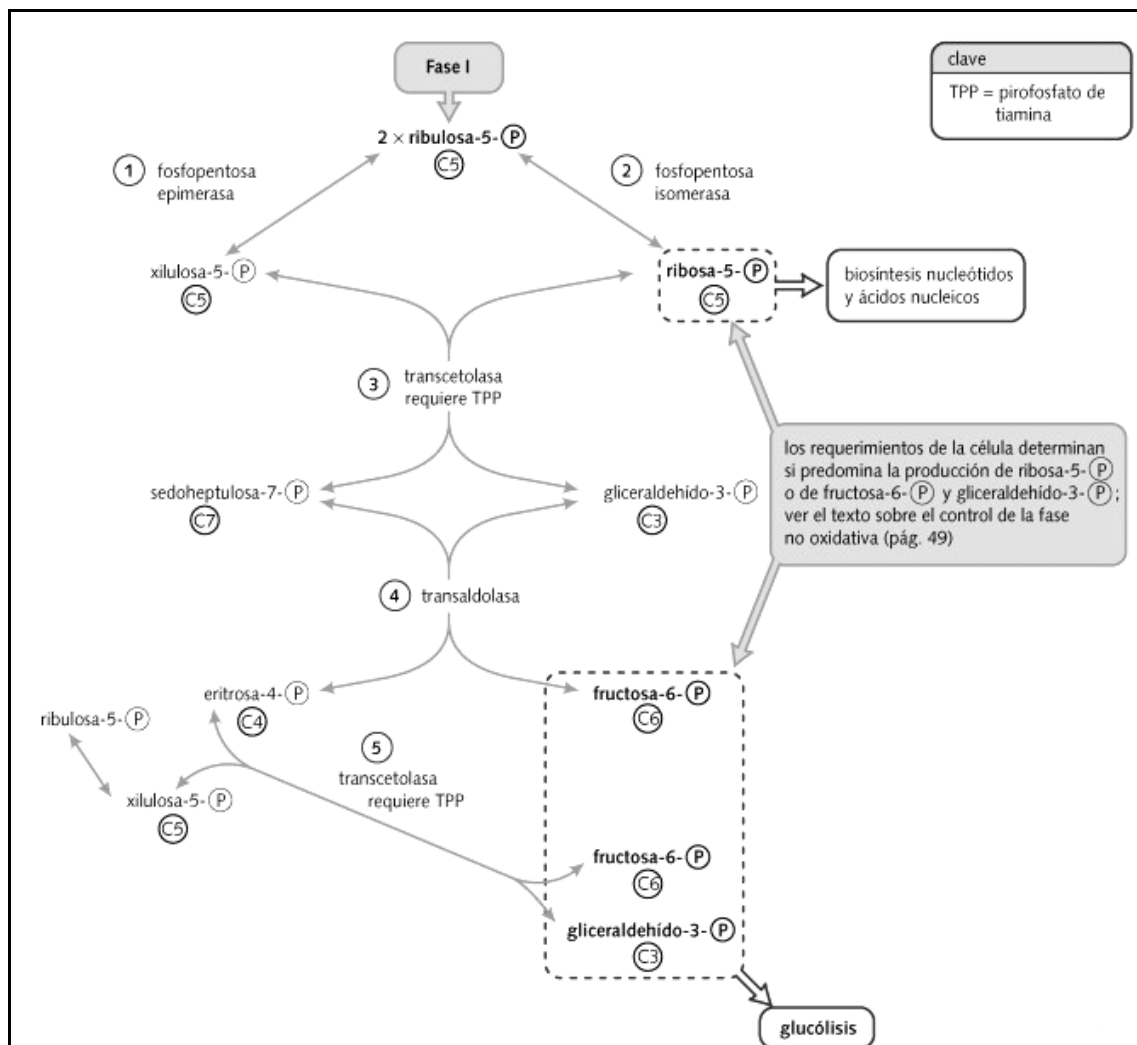 Fase I
clave
TPP = pirofosfato de
tiamina
2 × ribulosa-5-P
C5
1 fosfopentosa
epimerasa
2 fosfopentosa
isomerasa
xilulosa-5-P
C5
ribosa-5-P
C5
biosíntesis nucleótidos
y ácidos nucleicos
3 transcetolasa
requiere TPP
los requerimientos de la célula determinan
si predomina la producción de ribosa-5-P
o de fructosa-6-P y gliceraldehído-3-P;
ver el texto sobre el control de la fase
no oxidativa (pág. 49)
sedoheptulosa-7-P
C7
gliceraldehído-3-P
C3
4 transaldolasa
eritrosa-4-P
C4
fructosa-6-P
C6
ribulosa-5-P
xilulosa-5-P
C5
5
transcetolasa
requiere TPP
fructosa-6-P
C6
gliceraldehído-3-P
C3
glucólisis